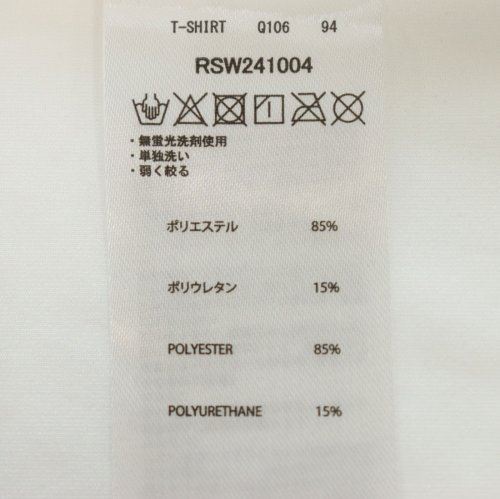 T-SHIRT Q106 94
RSW241004
・無蛍光洗剤使用
・単独洗い
・弱く絞る
ポリエステル 85%
ポリウレタン 15%
POLYESTER 85%
POLYURETHANE 15%